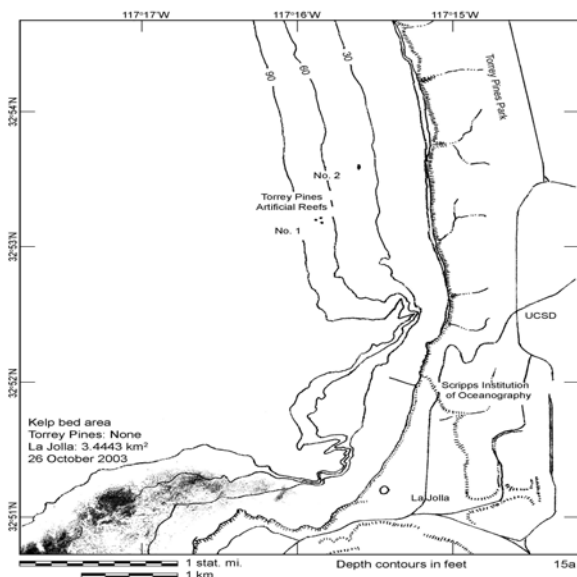 117°17'W 117°16'W 117°15'W
90
60
30
32°54'N
Torrey Pines Park
No. 2
Torrey Pines
Artificial Reefs
No. 1
32°53'N
UCSD
32°52'N
Scripps Institution
of Oceanography
Kelp bed area
Torrey Pines: None
La Jolla: 3.4443 km²
26 October 2003
La Jolla
32°51'N
1 stat. mi.
1 km
Depth contours in feet
15a